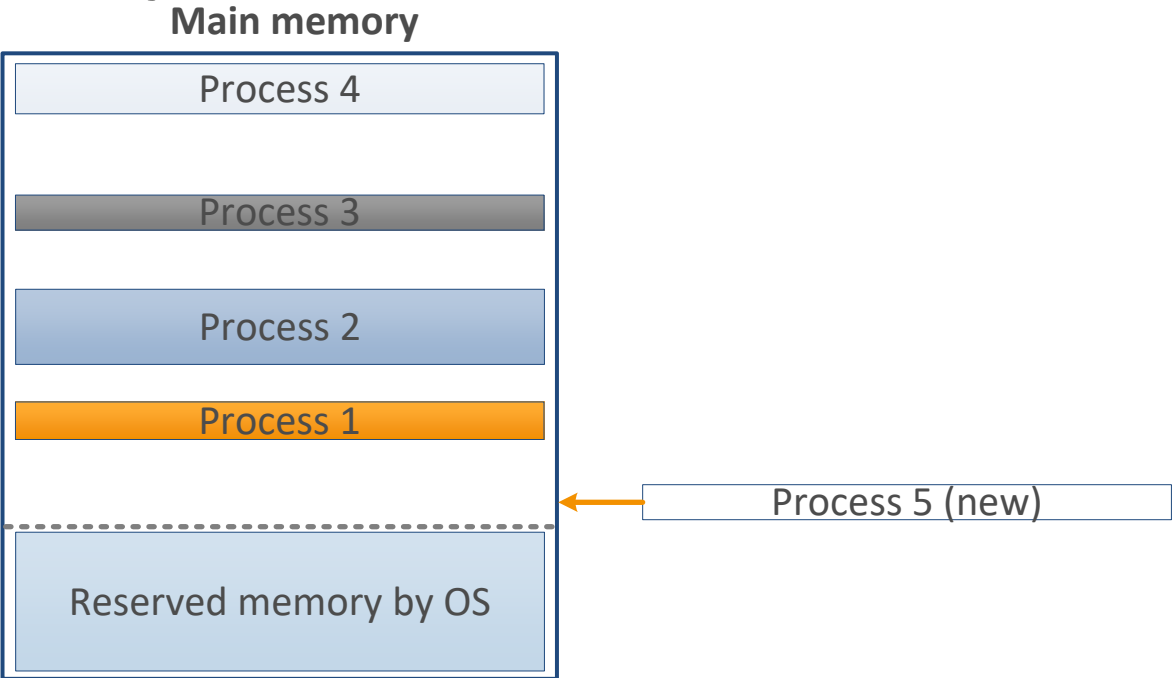 Main memory
Process 4
Process 3
Process 2
Process 1
Process 5 (new)
Reserved memory by OS